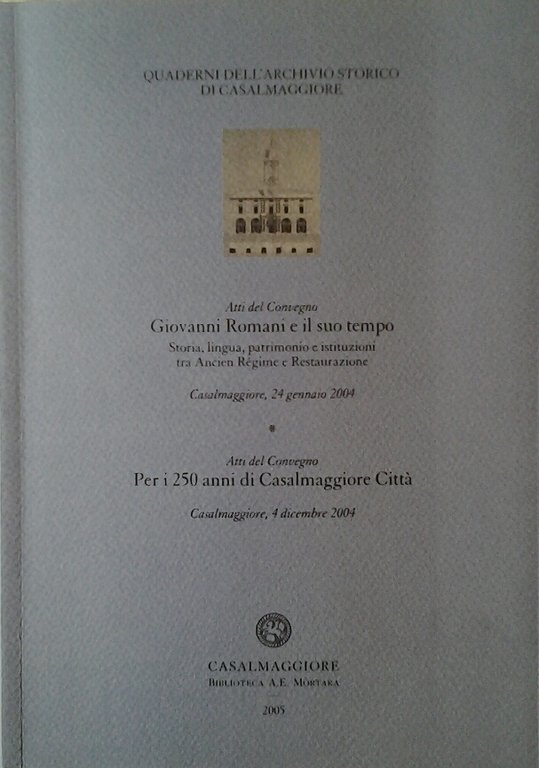 QUADERNI DELL'ARCHIVIO STORICO
DI CASALMAGGIORE
Atti del Convegno
Giovanni Romani e il suo tempo
Storia, lingua, patrimonio e istituzioni
tra Ancien Régime e Restaurazione
Casalmaggiore, 24 gennaio 2004
*
Atti del Convegno
Per i 250 anni di Casalmaggiore Città
Casalmaggiore, 4 dicembre 2004
CASALMAGGIORE
BIBLIOTECA A.E. MORTARA
2005